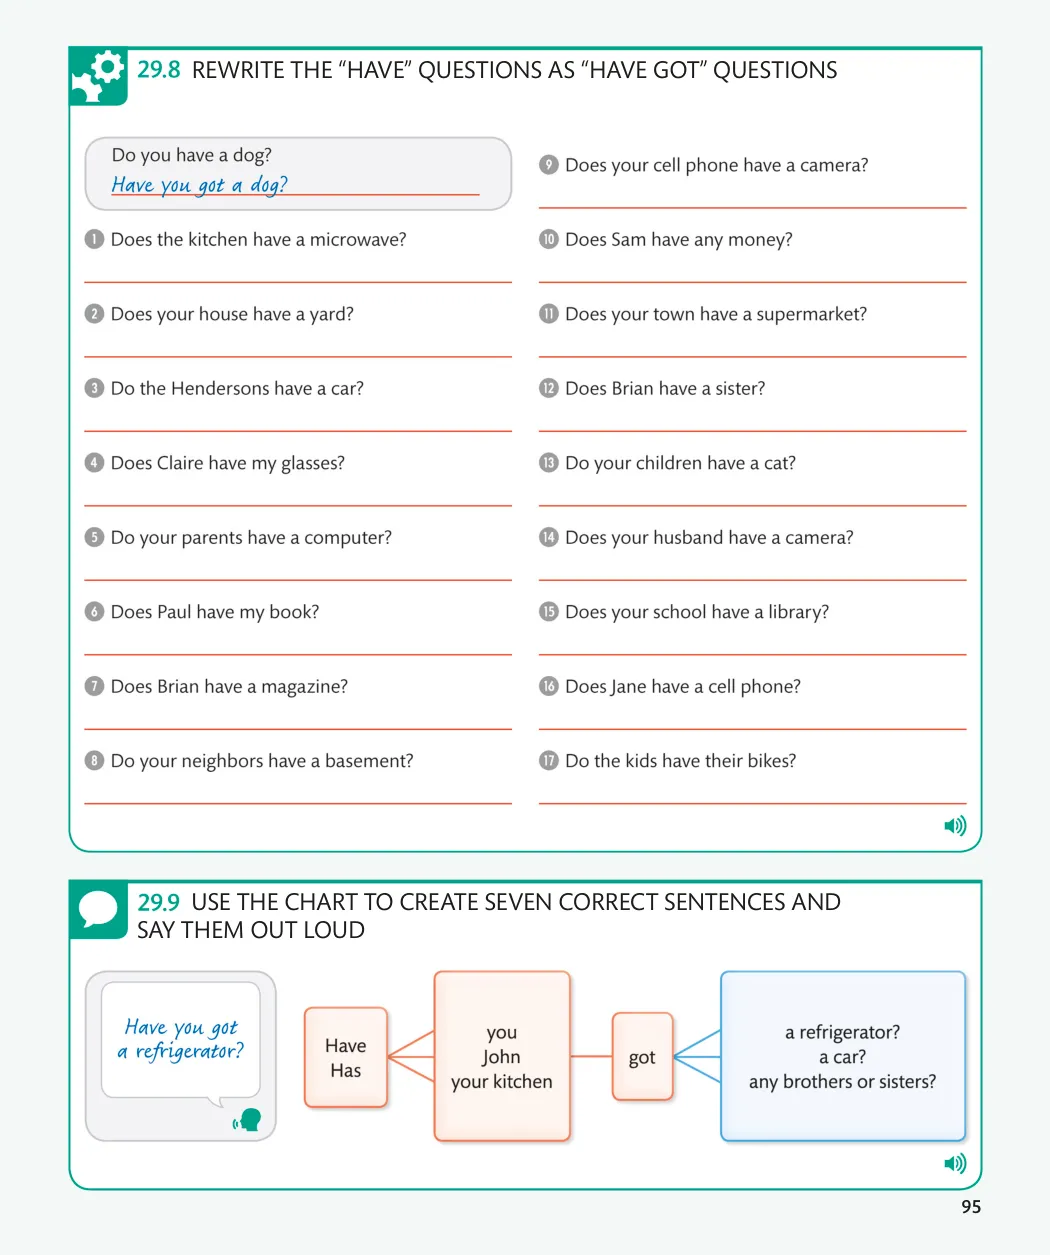 29.8 REWRITE THE “HAVE” QUESTIONS AS “HAVE GOT” QUESTIONS
Do you have a dog?
Have you got a dog?
1 Does the kitchen have a microwave?
2 Does your house have a yard?
3 Do the Hendersons have a car?
4 Does Claire have my glasses?
5 Do your parents have a computer?
6 Does Paul have my book?
7 Does Brian have a magazine?
8 Do your neighbors have a basement?
9 Does your cell phone have a camera?
10 Does Sam have any money?
11 Does your town have a supermarket?
12 Does Brian have a sister?
13 Do your children have a cat?
14 Does your husband have a camera?
15 Does your school have a library?
16 Does Jane have a cell phone?
17 Do the kids have their bikes?
29.9 USE THE CHART TO CREATE SEVEN CORRECT SENTENCES AND
SAY THEM OUT LOUD
Have you got
a refrigerator?
Have
Has
you
John
your kitchen
got
a refrigerator?
a car?
any brothers or sisters?
95